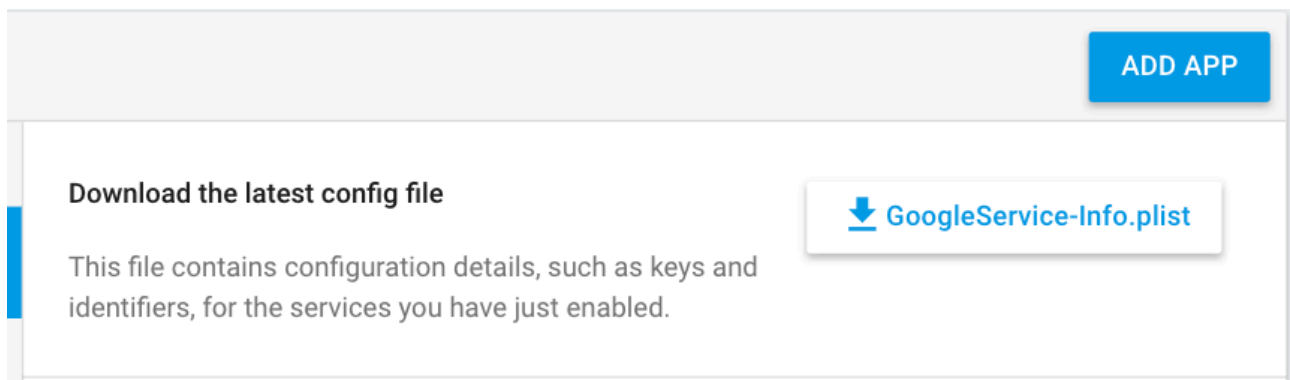 ADD APP
Download the latest config file
GoogleService-Info.plist
This file contains configuration details, such as keys and
identifiers, for the services you have just enabled.